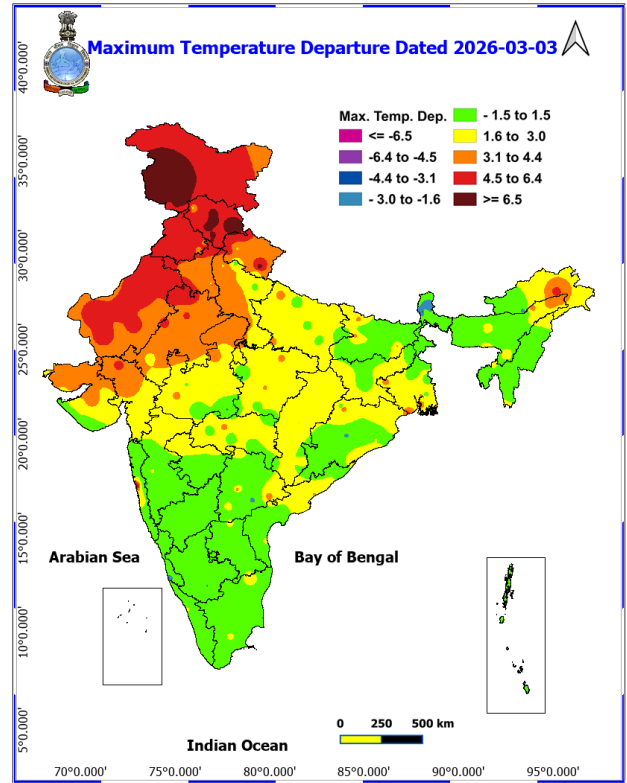 Maximum Temperature Departure Dated 2026-03-03
Max. Temp. Dep.
<= -6.5
-6.4 to -4.5
-4.4 to -3.1
- 3.0 to -1.6
- 1.5 to 1.5
1.6 to 3.0
3.1 to 4.4
4.5 to 6.4
>= 6.5
40°0.000'
35°0.000'
30°0.000'
25°0.000'
20°0.000'
15°0.000'
10°0.000'
5°0.000'
Arabian Sea
Bay of Bengal
0 250 500 km
Indian Ocean
70°0.000' 75°0.000' 80°0.000' 85°0.000' 90°0.000' 95°0.000'